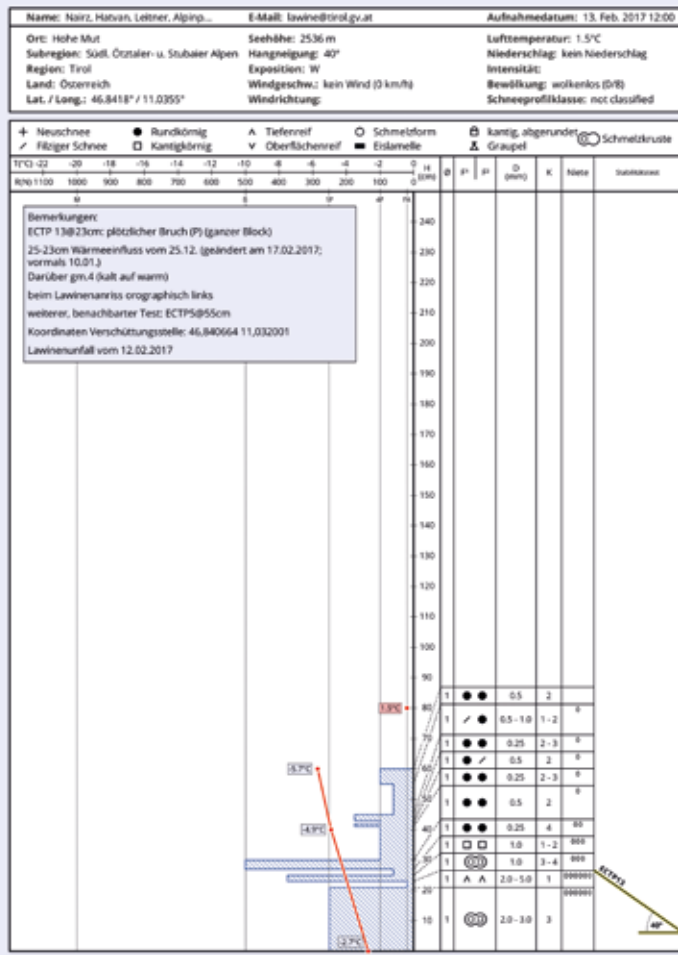 Name: Nairz, Hatvan, Leitner, Alpinp... E-Mail: lawine@tirol.gv.at Aufnahmedatum: 13. Feb. 2017 12:00
Ort: Hohe Mut Seehöhe: 2536 m Lufttemperatur: 1.5°C
Subregion: Südl. Ötztaler- u. Stubaier Alpen Hangneigung: 40° Niederschlag: kein Niederschlag
Region: Tirol Exposition: W Intensität:
Land: Österreich Windgeschw.: kein Wind (0 km/h) Bewölkung: wolkenlos (0/8)
Lat. / Long.: 46.8418° / 11.0355° Windrichtung: Schneeprofilklasse: not classified
Neuschnee Rundkörnig Tiefenreif Schmelzform kantig, abgerundet Schmelzkruste
Filziger Schnee Kantigkörnig Oberflächenreif Eislamelle Graupel
T(°C) -22 -20 -18 -16 -14 -12 -10 -8 -6 -4 -2 0 H (cm) F F D (mm) K Niete
R(N) 1100 1000 900 800 700 600 500 400 300 200 100 0
Bemerkungen:
ECTP 13@23cm: plötzlicher Bruch (P) (ganzer Block)
25-23cm Wärmeeinfluss vom 25.12. (geändert am 17.02.2017;
vormals 10.01.)
Darüber gm.4 (kalt auf warm)
beim Lawinenanriss orographisch links
weiterer, benachbarter Test: ECTP5@55cm
Koordinaten Verschüttungsstelle: 46,840664 11,032001
Lawinenunfall vom 12.02.2017
240
230
220
210
200
190
180
170
160
150
140
130
120
110
100
90
1 0.5 2
1.5°C 80
1 0.5 - 1.0 1 - 2
70
1 0.25 2 - 3
1 0.5 2
-5.7°C 60 1 0.25 2 - 3
50 1 0.5 2
-4.9°C 40 1 0.25 4
1 1.0 1 - 2
30 1 1.0 3 - 4
1 2.0 - 5.0 1 ECTP13
20
10 1 2.0 - 3.0 3 40°
-2.7°C